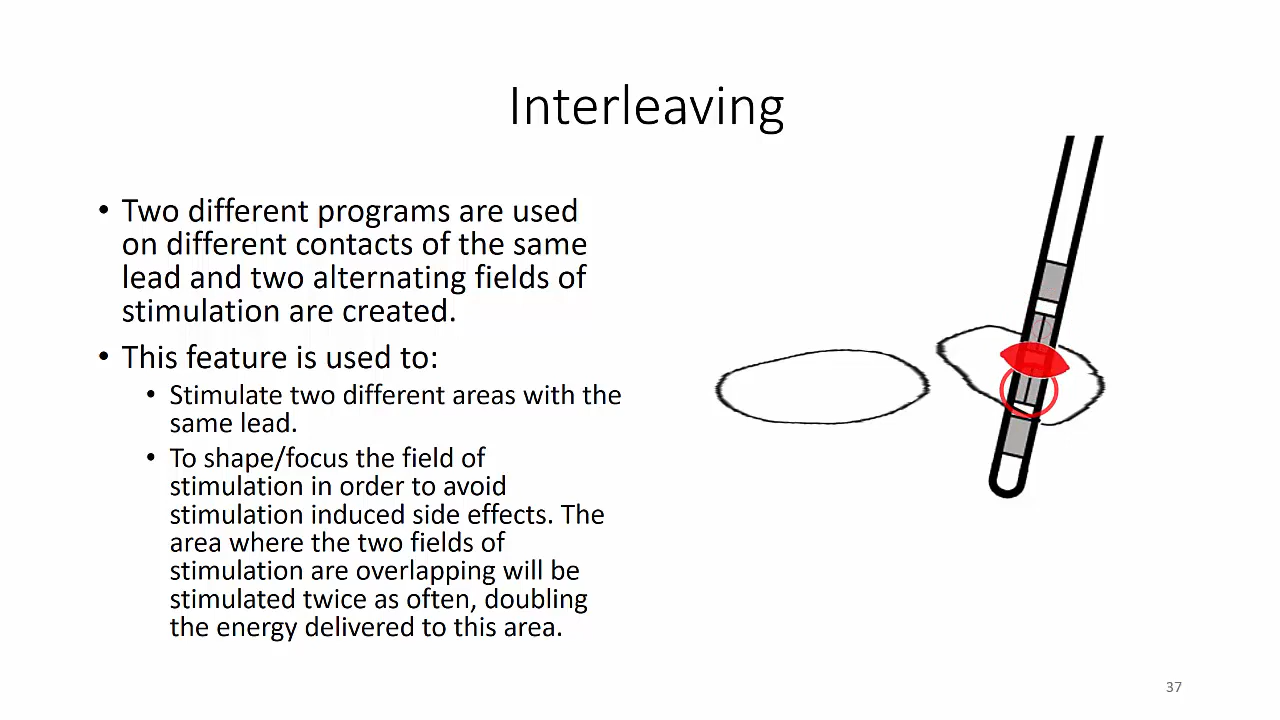 Interleaving
• Two different programs are used
on different contacts of the same
lead and two alternating fields of
stimulation are created.
• This feature is used to:
• Stimulate two different areas with the
same lead.
• To shape/focus the field of
stimulation in order to avoid
stimulation induced side effects. The
area where the two fields of
stimulation are overlapping will be
stimulated twice as often, doubling
the energy delivered to this area.
37